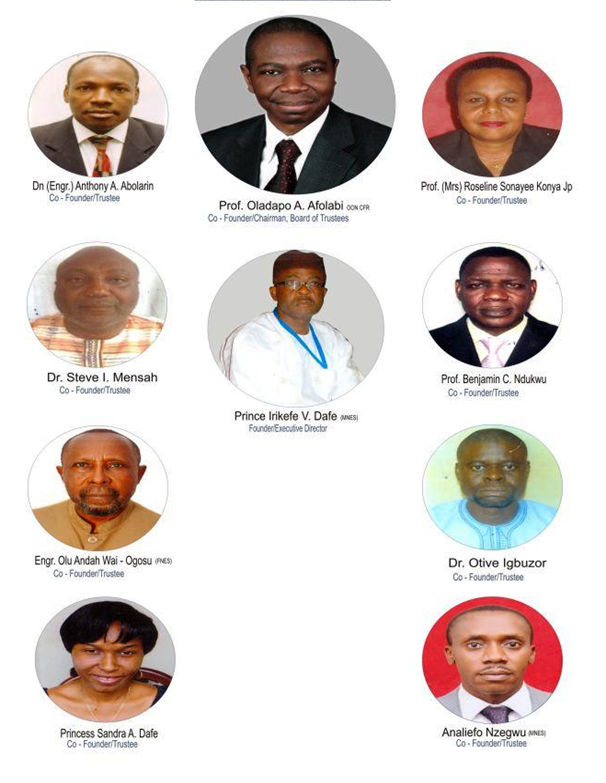 Dn (Engr.) Anthony A. Abolarin
Co - Founder/Trustee
Prof. Oladapo A. Afolabi OON CFR
Co - Founder/Chairman, Board of Trustees
Prof. (Mrs) Roseline Sonayee Konya Jp
Co - Founder/Trustee
Dr. Steve I. Mensah
Co - Founder/Trustee
Prince Irikefe V. Dafe (MNES)
Founder/Executive Director
Prof. Benjamin C. Ndukwu
Co - Founder/Trustee
Engr. Olu Andah Wai - Ogosu (FNES)
Co - Founder/Trustee
Dr. Otive Igbuzor
Co - Founder/Trustee
Princess Sandra A. Dafe
Co - Founder/Trustee
Analiefo Nzegwu (MNES)
Co - Founder/Trustee